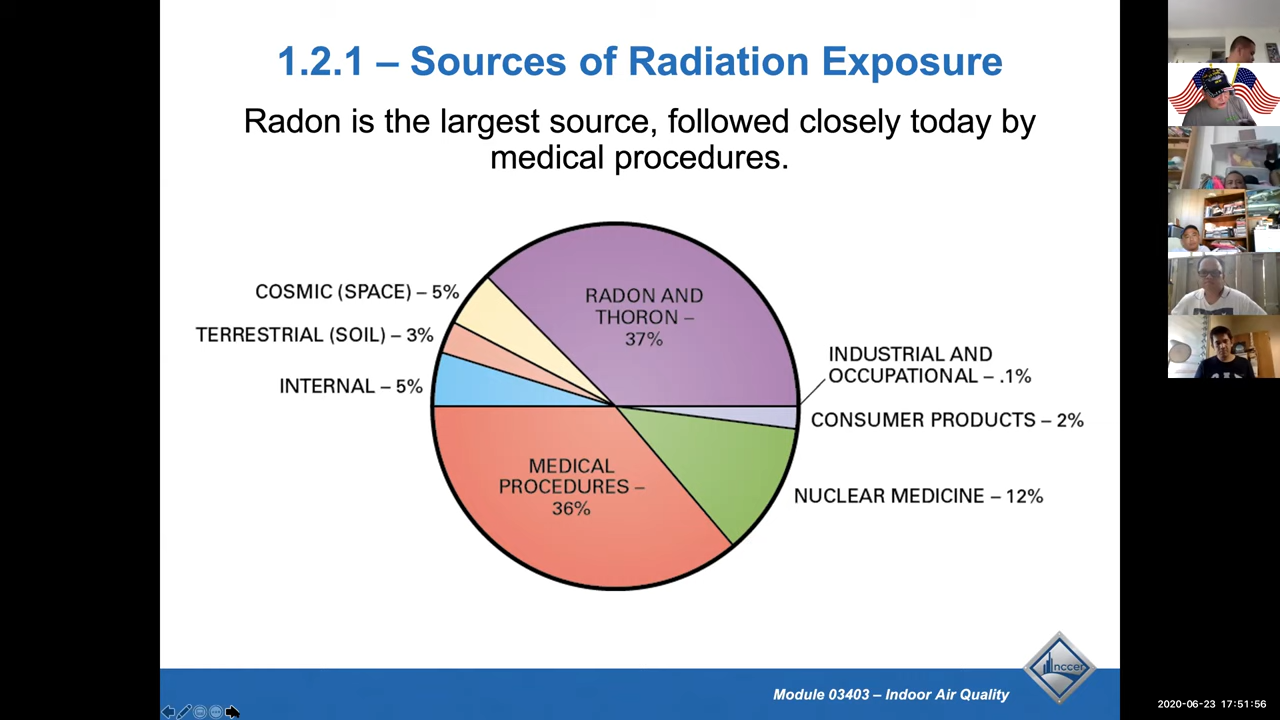 1.2.1 – Sources of Radiation Exposure
Radon is the largest source, followed closely today by
medical procedures.
COSMIC (SPACE) – 5%
TERRESTRIAL (SOIL) – 3%
INTERNAL – 5%
RADON AND
THORON –
37%
INDUSTRIAL AND
OCCUPATIONAL – .1%
CONSUMER PRODUCTS – 2%
NUCLEAR MEDICINE – 12%
MEDICAL
PROCEDURES –
36%
nccer
Module 03403 – Indoor Air Quality
2020-06-23 17:51:56